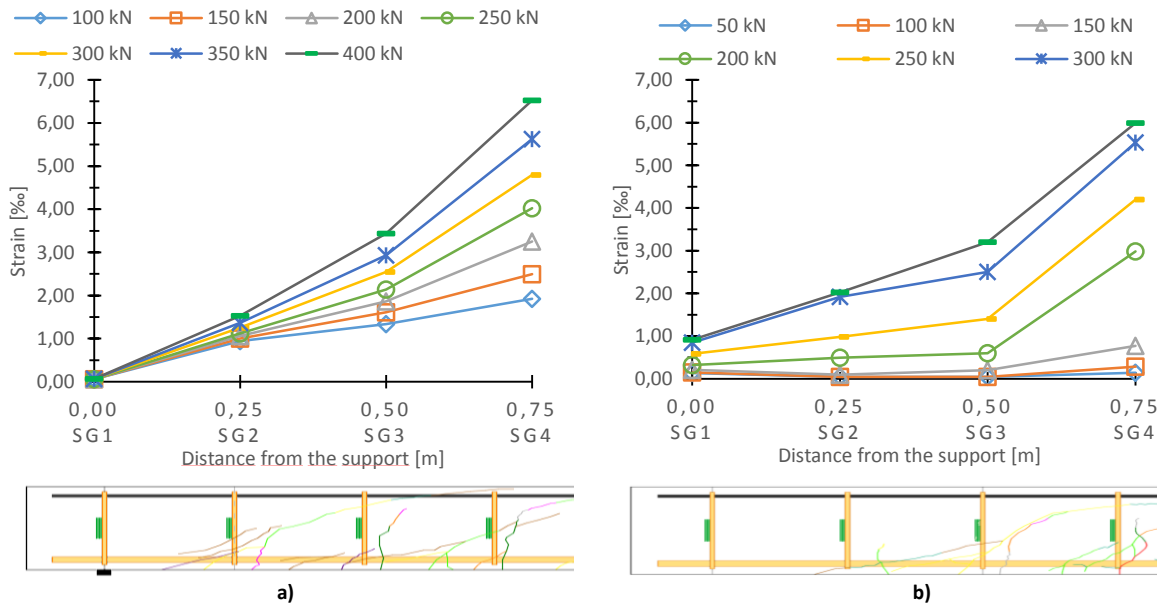 100 kN 150 kN 200 kN 250 kN
300 kN 350 kN 400 kN
7,00
6,00
5,00
4,00
3,00
2,00
1,00
0,00
Strain [‰]
0,00 0,25 0,50 0,75
SG1 SG2 SG3 SG4
Distance from the support [m]
a)
50 kN 100 kN 150 kN
200 kN 250 kN 300 kN
7,00
6,00
5,00
4,00
3,00
2,00
1,00
0,00
Strain [‰]
0,00 0,25 0,50 0,75
SG1 SG2 SG3 SG4
Distance from the support [m]
b)